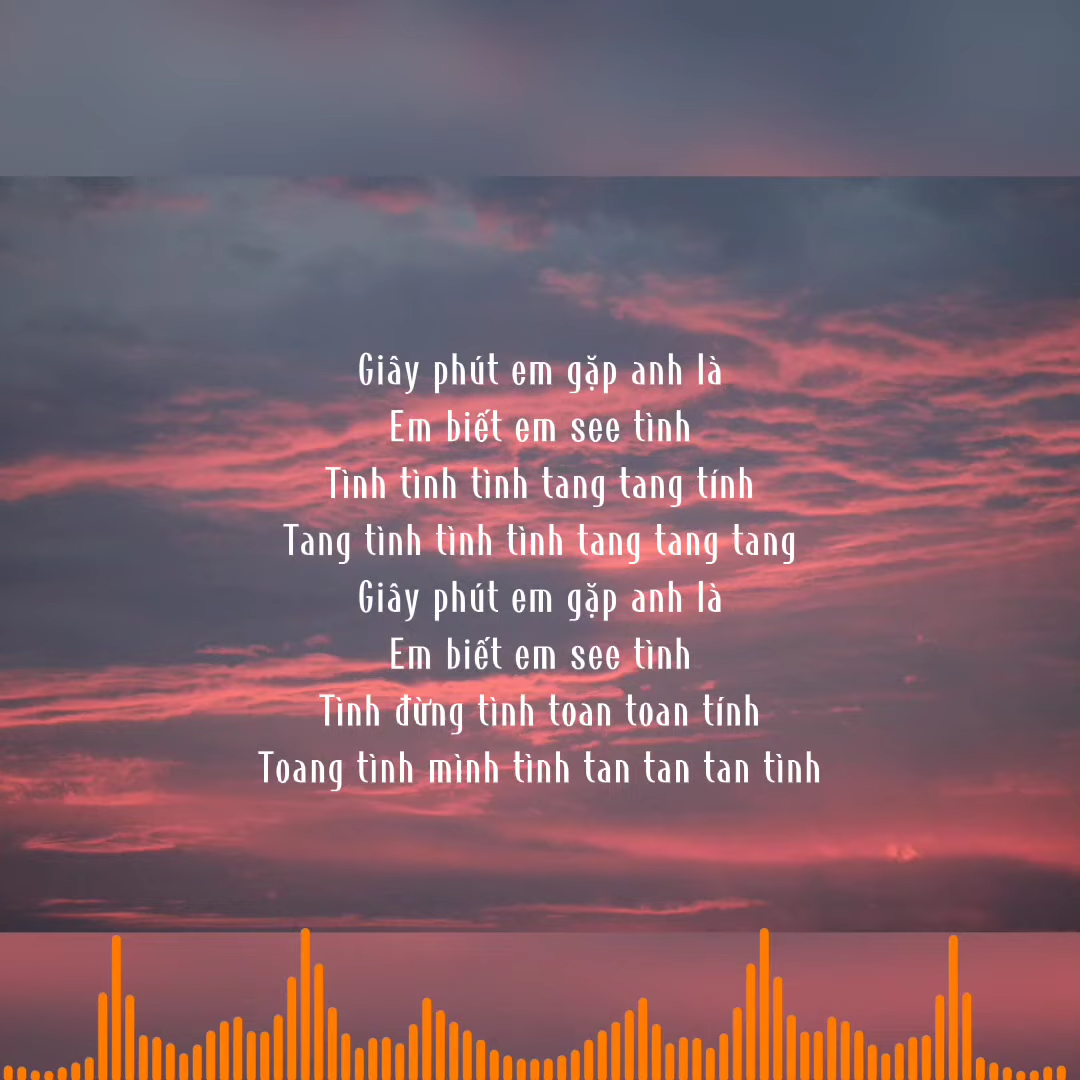 Giây phút em gặp anh là
Em biết em see tình
Tình tình tình tang tang tính
Tang tình tình tình tang tang tang
Giây phút em gặp anh là
Em biết em see tình
Tình đừng tình toan toan tính
Toang tình mình tình tan tan tan tình